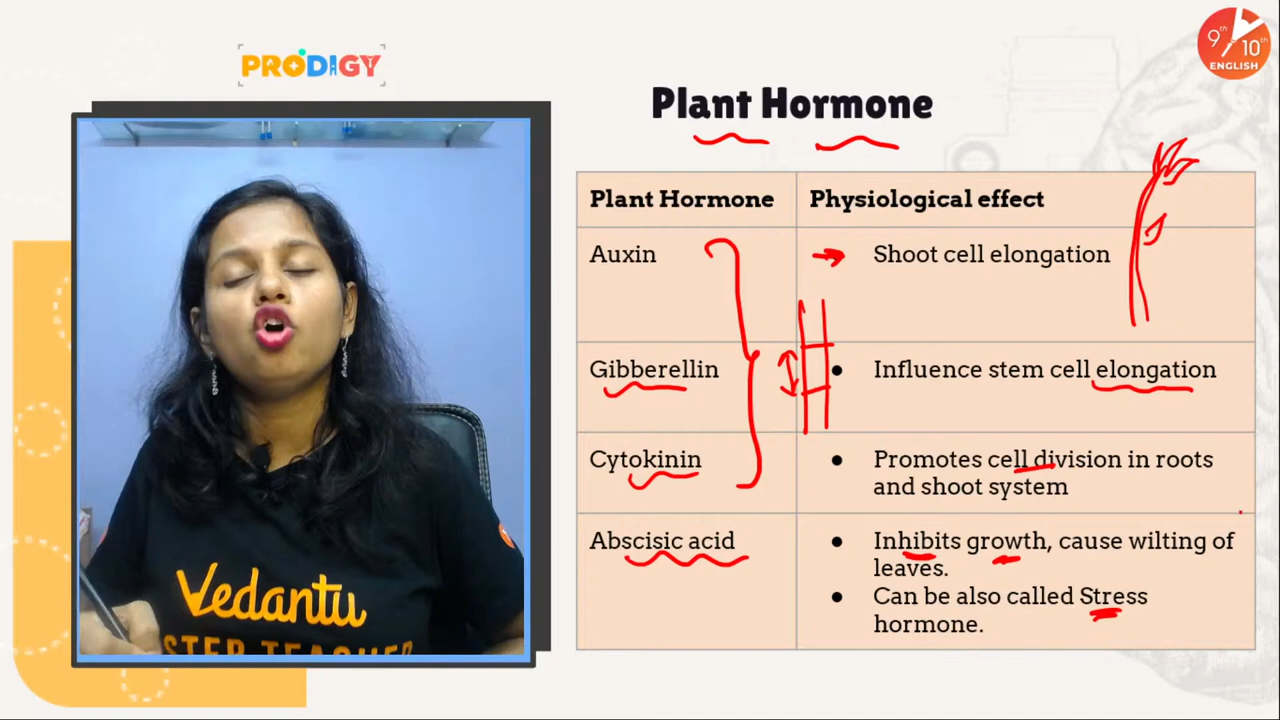 PRODIGY
9th 10th
ENGLISH
Plant Hormone
Plant Hormone
Physiological effect
Auxin
Shoot cell elongation
Gibberellin
Influence stem cell elongation
Cytokinin
Promotes cell division in roots
and shoot system
Abscisic acid
Inhibits growth, cause wilting of
leaves.
Can be also called Stress
hormone.
Vedantu
TEACHER